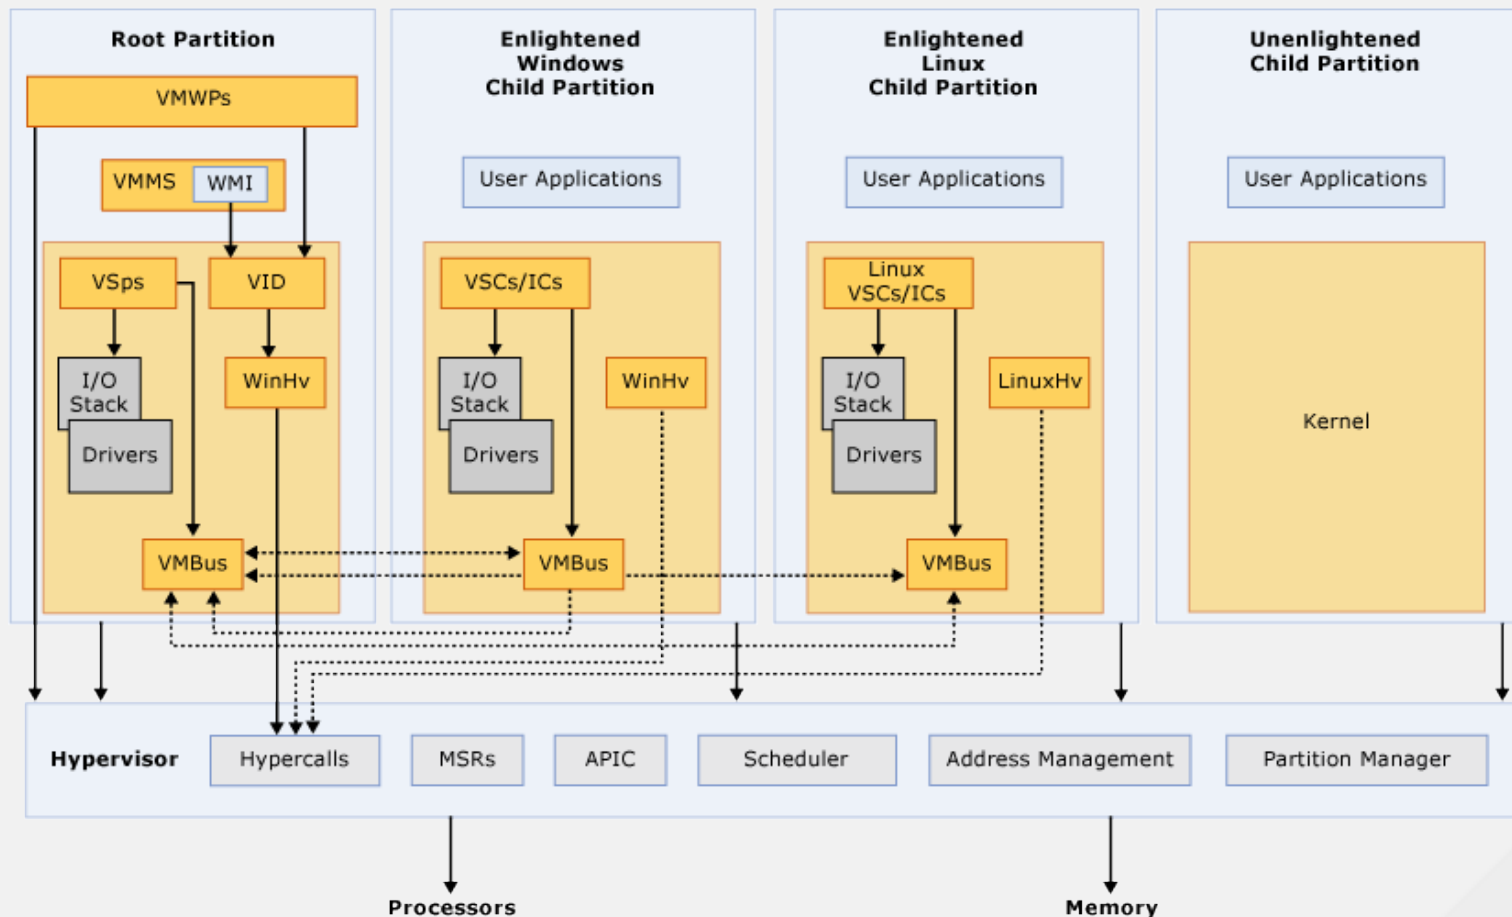 Root Partition
VMWPs
VMMS
WMI
VSps
VID
I/O
Stack
WinHv
Drivers
VMBus
Enlightened
Windows
Child Partition
User Applications
VSCs/ICs
I/O
Stack
WinHv
Drivers
VMBus
Enlightened
Linux
Child Partition
User Applications
Linux
VSCs/ICs
I/O
Stack
LinuxHv
Drivers
VMBus
Unenlightened
Child Partition
User Applications
Kernel
Hypervisor
Hypercalls
MSRs
APIC
Scheduler
Address Management
Partition Manager
Processors
Memory